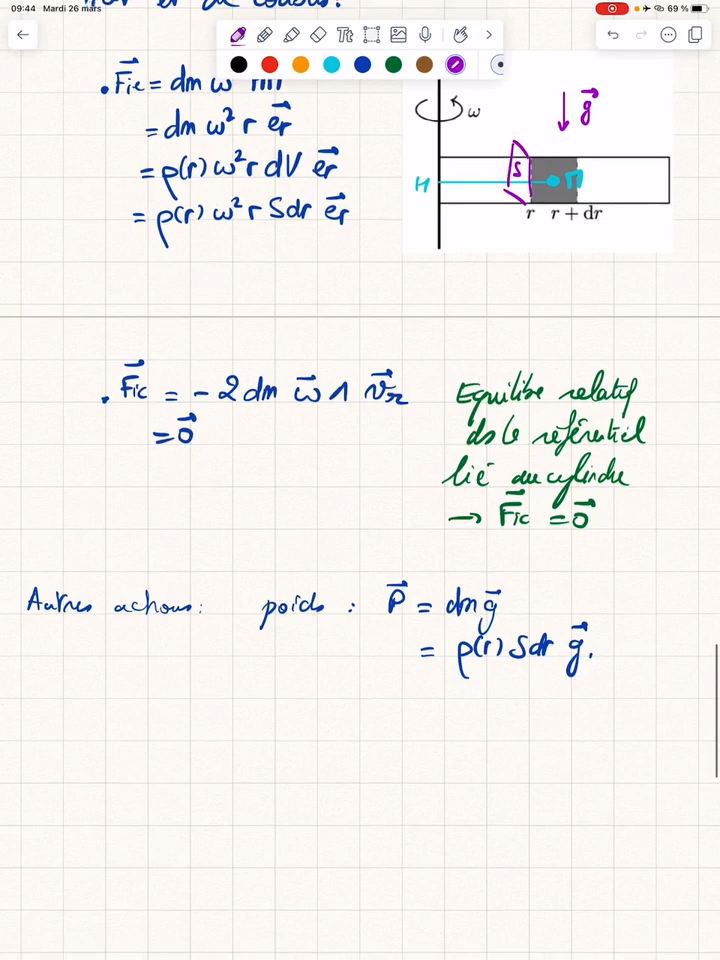 09:44 Mardi 26 mars
69 %
Tt
. F⃗ie = dm ω² H⃗M
= dm ω² r e⃗r
= ρ(r) ω² r dV e⃗r
= ρ(r) ω² r S dr e⃗r
ω
g⃗
S
H
M
r r + dr
. F⃗ic = - 2 dm ω⃗ ∧ v⃗r
= 0⃗
Equilibre relatif
ds le référentiel
lié au cylindre
→ F⃗ic = 0⃗
Autres actions : poids : P⃗ = dm g⃗
= ρ(r) S dr g⃗.